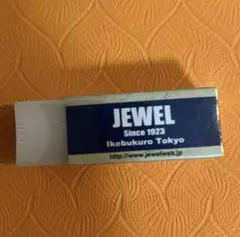 JEWEL
Since 1923
Ikebukuro Tokyo
http://www.jewelweb.jp